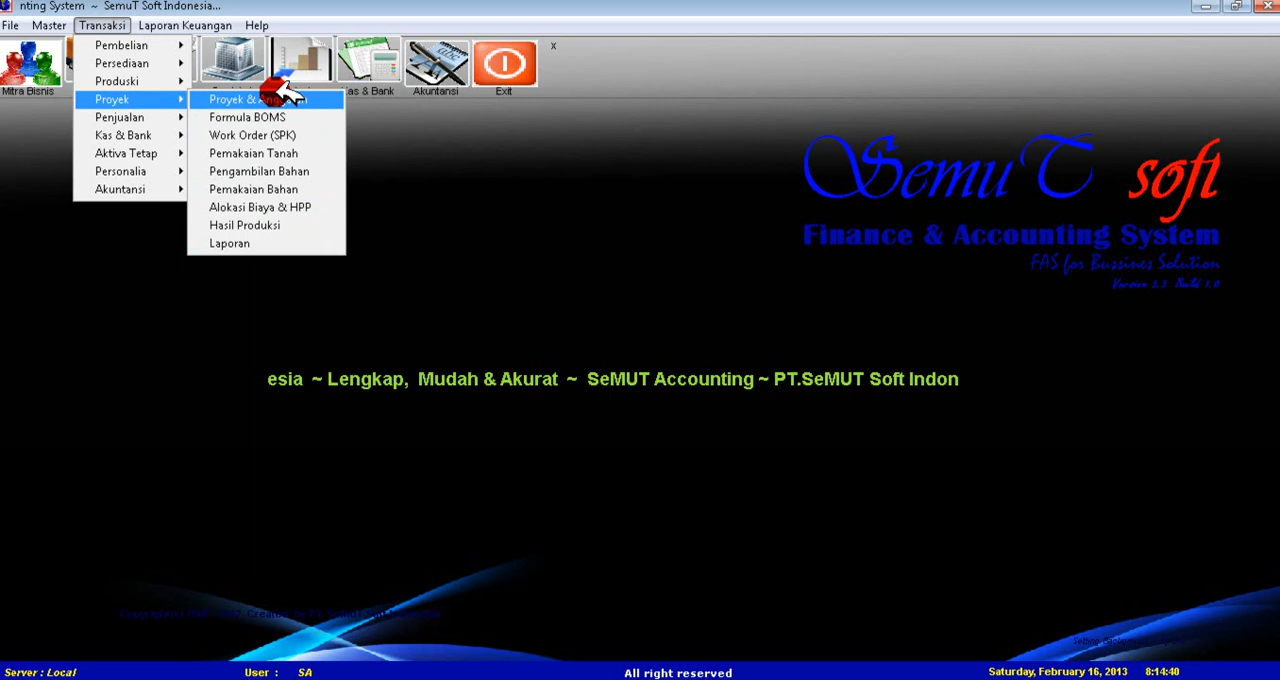 nting System ~ SemuT Soft Indonesia...
File Master Transaksi Laporan Keuangan Help
Pembelian
Persediaan
Produski
Proyek
Penjualan
Kas & Bank
Aktiva Tetap
Personalia
Akuntansi
Proyek &
Formula BOMS
Work Order (SPK)
Pemakaian Tanah
Pengambilan Bahan
Pemakaian Bahan
Alokasi Biaya & HPP
Hasil Produksi
Laporan
x
Mitra Bisnis
Kas & Bank
Akuntansi
Exit
SemuT soft
Finance & Accounting System
FAS for Bussines Solution
esia ~ Lengkap, Mudah & Akurat ~ SeMUT Accounting ~ PT.SeMUT Soft Indon
Server : Local
User : SA
All right reserved
Saturday, February 16, 2013 8:14:40